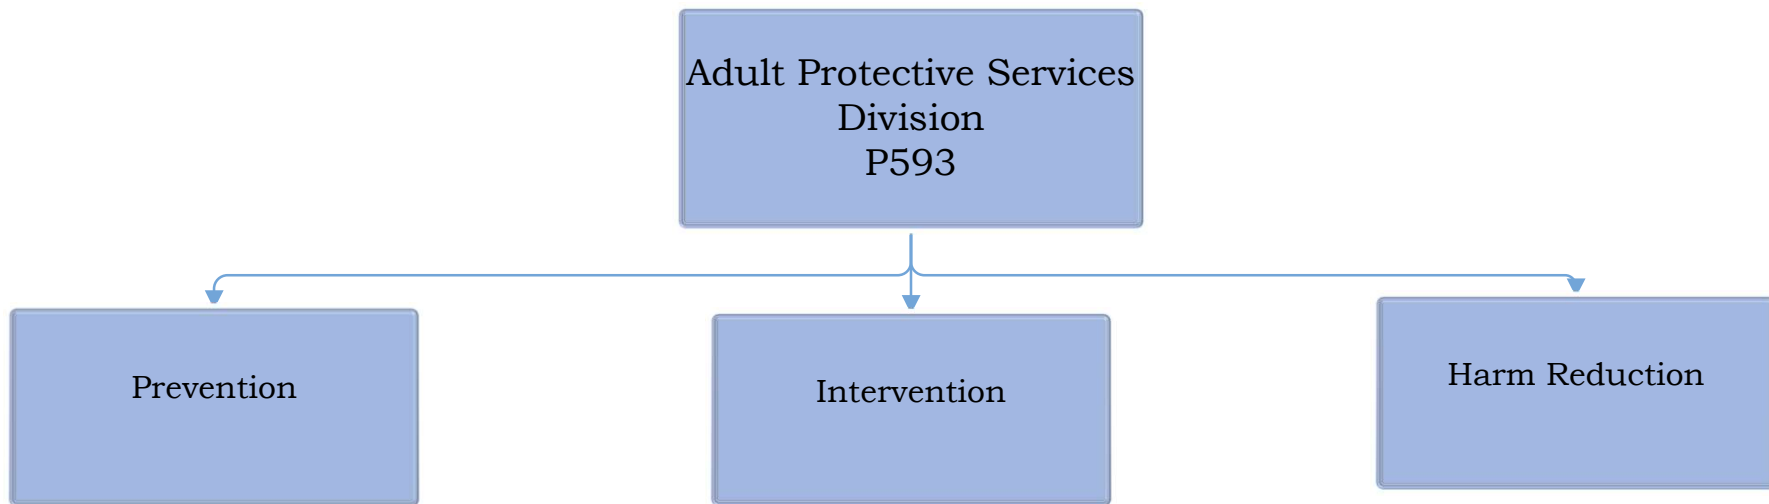 Adult Protective Services
Division
P593
Prevention
Intervention
Harm Reduction